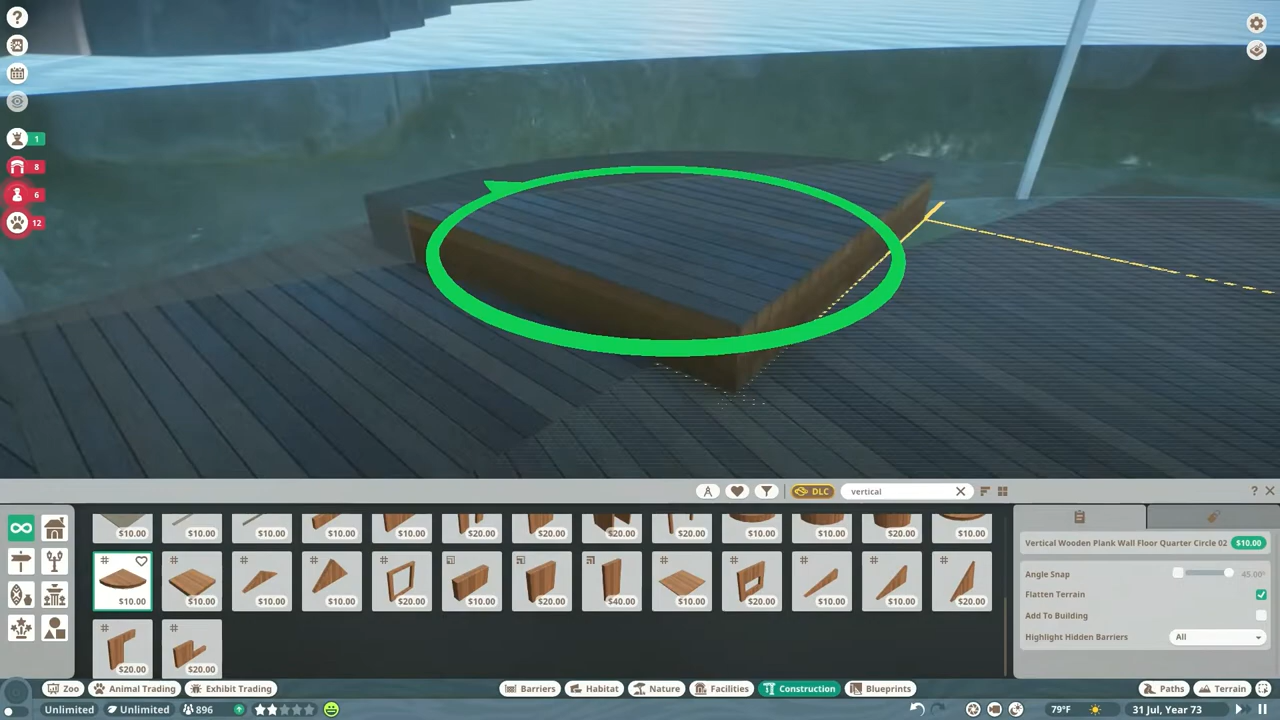 ?
1
8
6
12
DLC
vertical
?
$10.00 $10.00 $10.00 $10.00 $10.00 $20.00 $10.00 $20.00 $10.00 $10.00 $10.00 $20.00 $10.00
$10.00 $10.00 $10.00 $10.00 $20.00 $10.00 $20.00 $40.00 $10.00 $20.00 $10.00 $10.00 $20.00
$20.00 $20.00
Vertical Wooden Plank Wall Floor Quarter Circle 02 $10.00
Angle Snap 45.00°
Flatten Terrain
Add To Building
Highlight Hidden Barriers All
Zoo Animal Trading Exhibit Trading Barriers Habitat Nature Facilities Construction Blueprints Paths Terrain
Unlimited Unlimited 896 79°F 31 Jul, Year 73